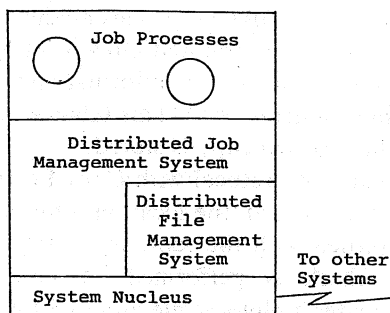 Job Processes
Distributed Job
Management System
Distributed
File
Management
System
To other
Systems
System Nucleus